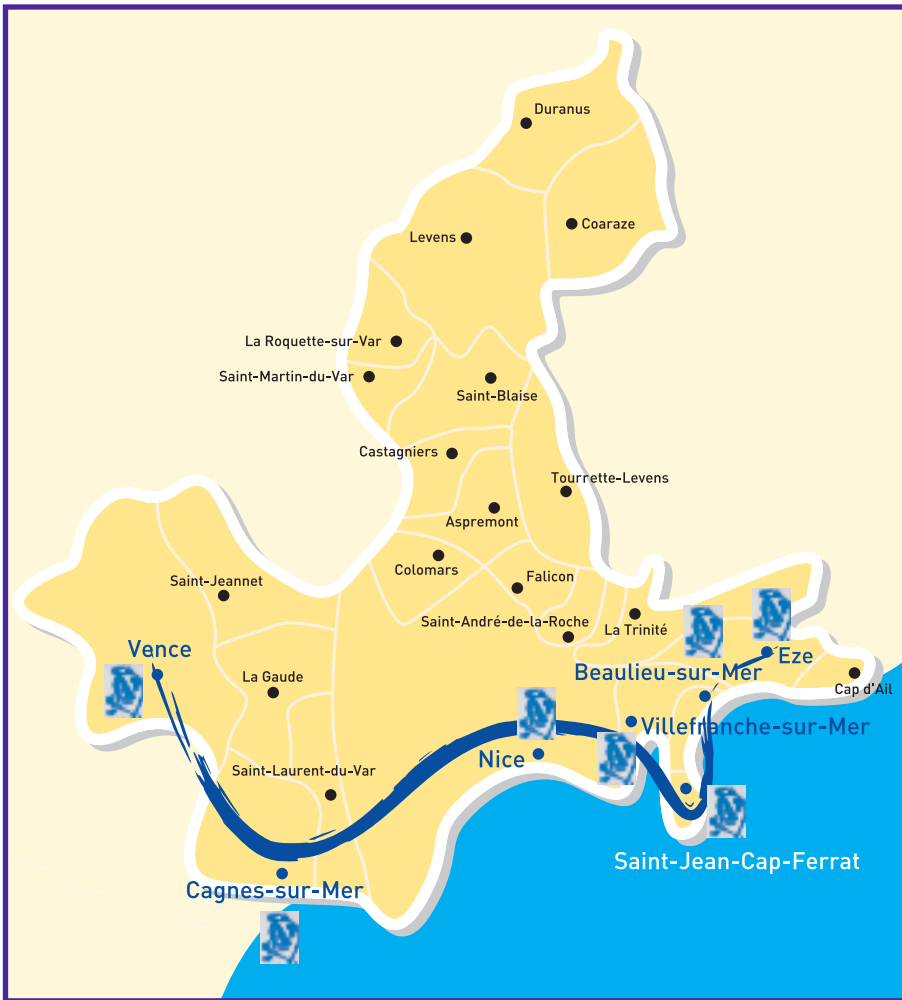 Duranus
Coaraze
Levens
La Roquette-sur-Var
Saint-Martin-du-Var
Saint-Blaise
Castagniers
Tourrette-Levens
Aspremont
Colomars
Falicon
Saint-Jeannet
Saint-André-de-la-Roche
La Trinité
Vence
Eze
Beaulieu-sur-Mer
La Gaude
Cap d'Ail
Villefranche-sur-Mer
Nice
Saint-Laurent-du-Var
Saint-Jean-Cap-Ferrat
Cagnes-sur-Mer